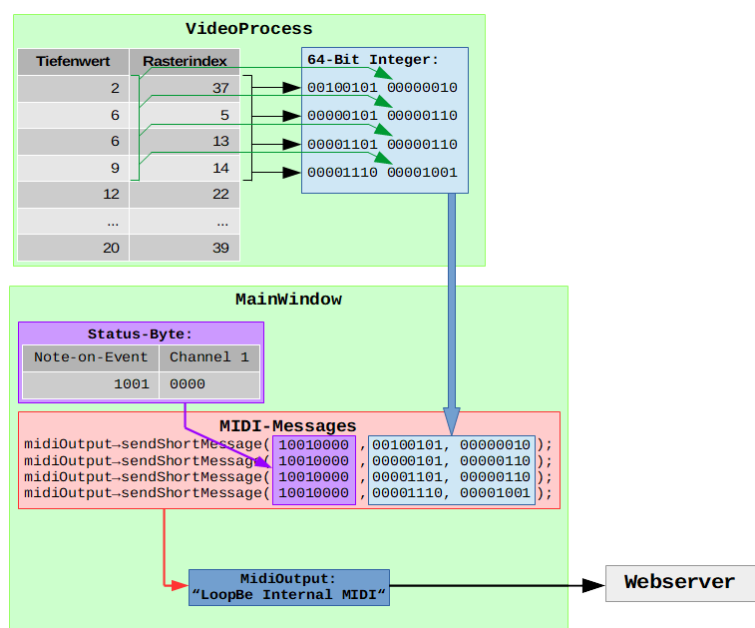 VideoProcess
Tiefenwert Rasterindex
2 37
6 5
6 13
9 14
12 22
... ...
20 39
64-Bit Integer:
00100101 00000010
00000101 00000110
00001101 00000110
00001110 00001001
MainWindow
Status-Byte:
Note-on-Event Channel 1
1001 0000
MIDI-Messages
midiOutput→sendShortMessage( 10010000 ,00100101, 00000010);
midiOutput→sendShortMessage( 10010000 ,00000101, 00000110);
midiOutput→sendShortMessage( 10010000 ,00001101, 00000110);
midiOutput→sendShortMessage( 10010000 ,00001110, 00001001);
MidiOutput:
“LoopBe Internal MIDI“
Webserver